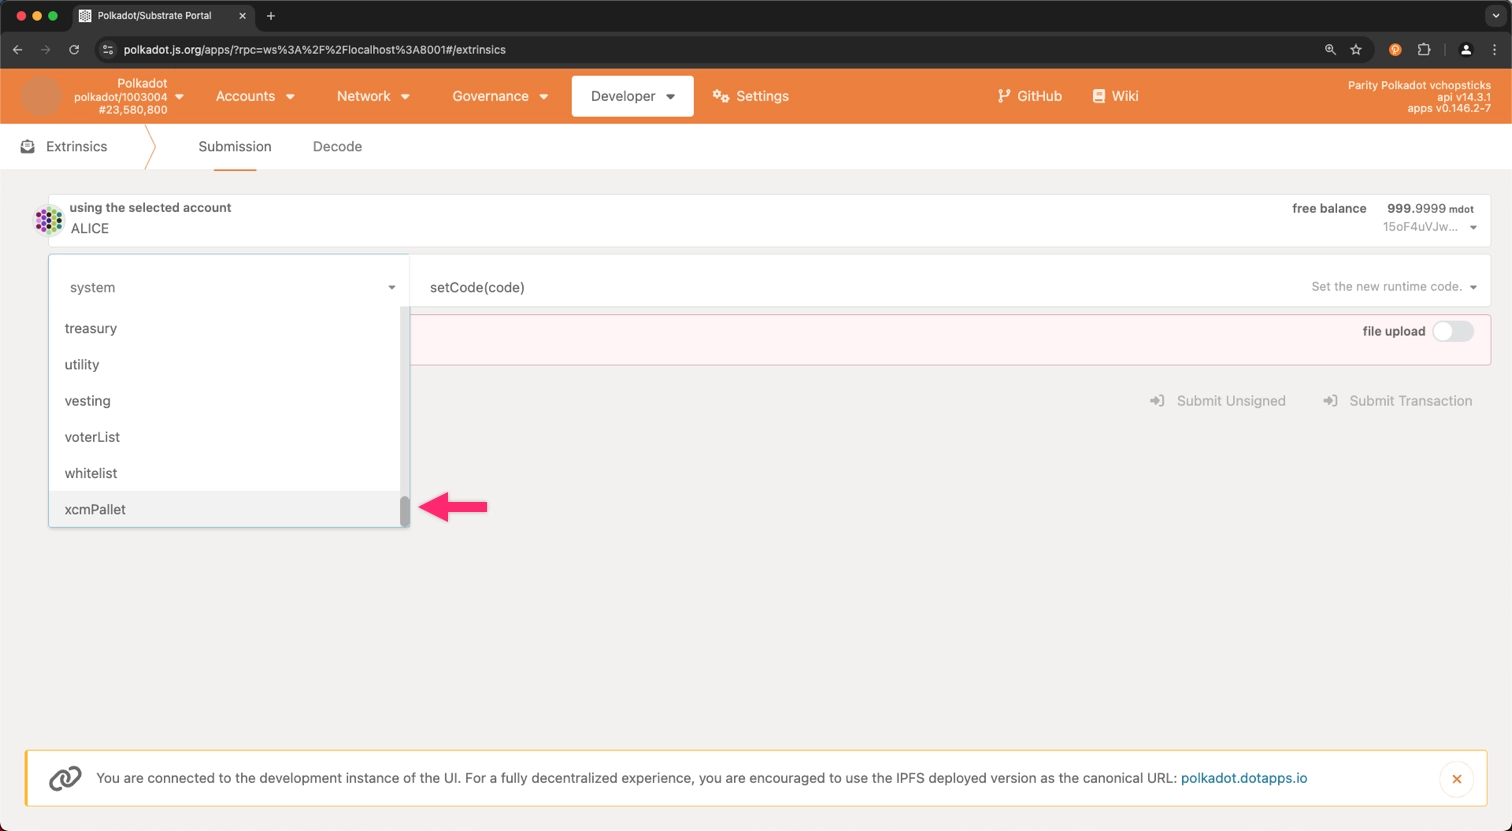 Polkadot/Substrate Portal
polkadot.js.org/apps/?rpc=ws%3A%2F%2Flocalhost%3A8001#/extrinsics
Polkadot
polkadot/1003004
#23,580,800
Accounts
Network
Governance
Developer
Settings
GitHub
Wiki
Parity Polkadot vchopsticks
api v14.3.1
apps v0.146.2-7
Extrinsics
Submission
Decode
using the selected account
ALICE
free balance 999.9999 mdot
15oF4uVJw...
system
setCode(code)
Set the new runtime code.
treasury
utility
vesting
voterList
whitelist
xcmPallet
file upload
Submit Unsigned
Submit Transaction
You are connected to the development instance of the UI. For a fully decentralized experience, you are encouraged to use the IPFS deployed version as the canonical URL: polkadot.dotapps.io